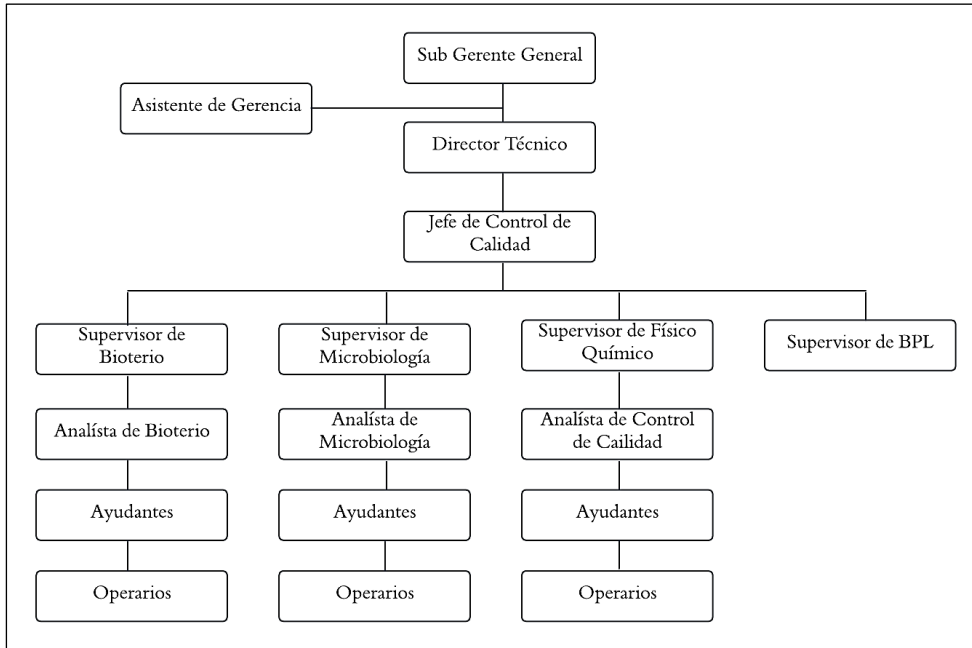 Sub Gerente General
Asistente de Gerencia
Director Técnico
Jefe de Control de
Calidad
Supervisor de
Bioterio
Supervisor de
Microbiología
Supervisor de Físico
Químico
Supervisor de BPL
Analísta de Bioterio
Analísta de
Microbiología
Analísta de Control
de Cailidad
Ayudantes
Ayudantes
Ayudantes
Operarios
Operarios
Operarios